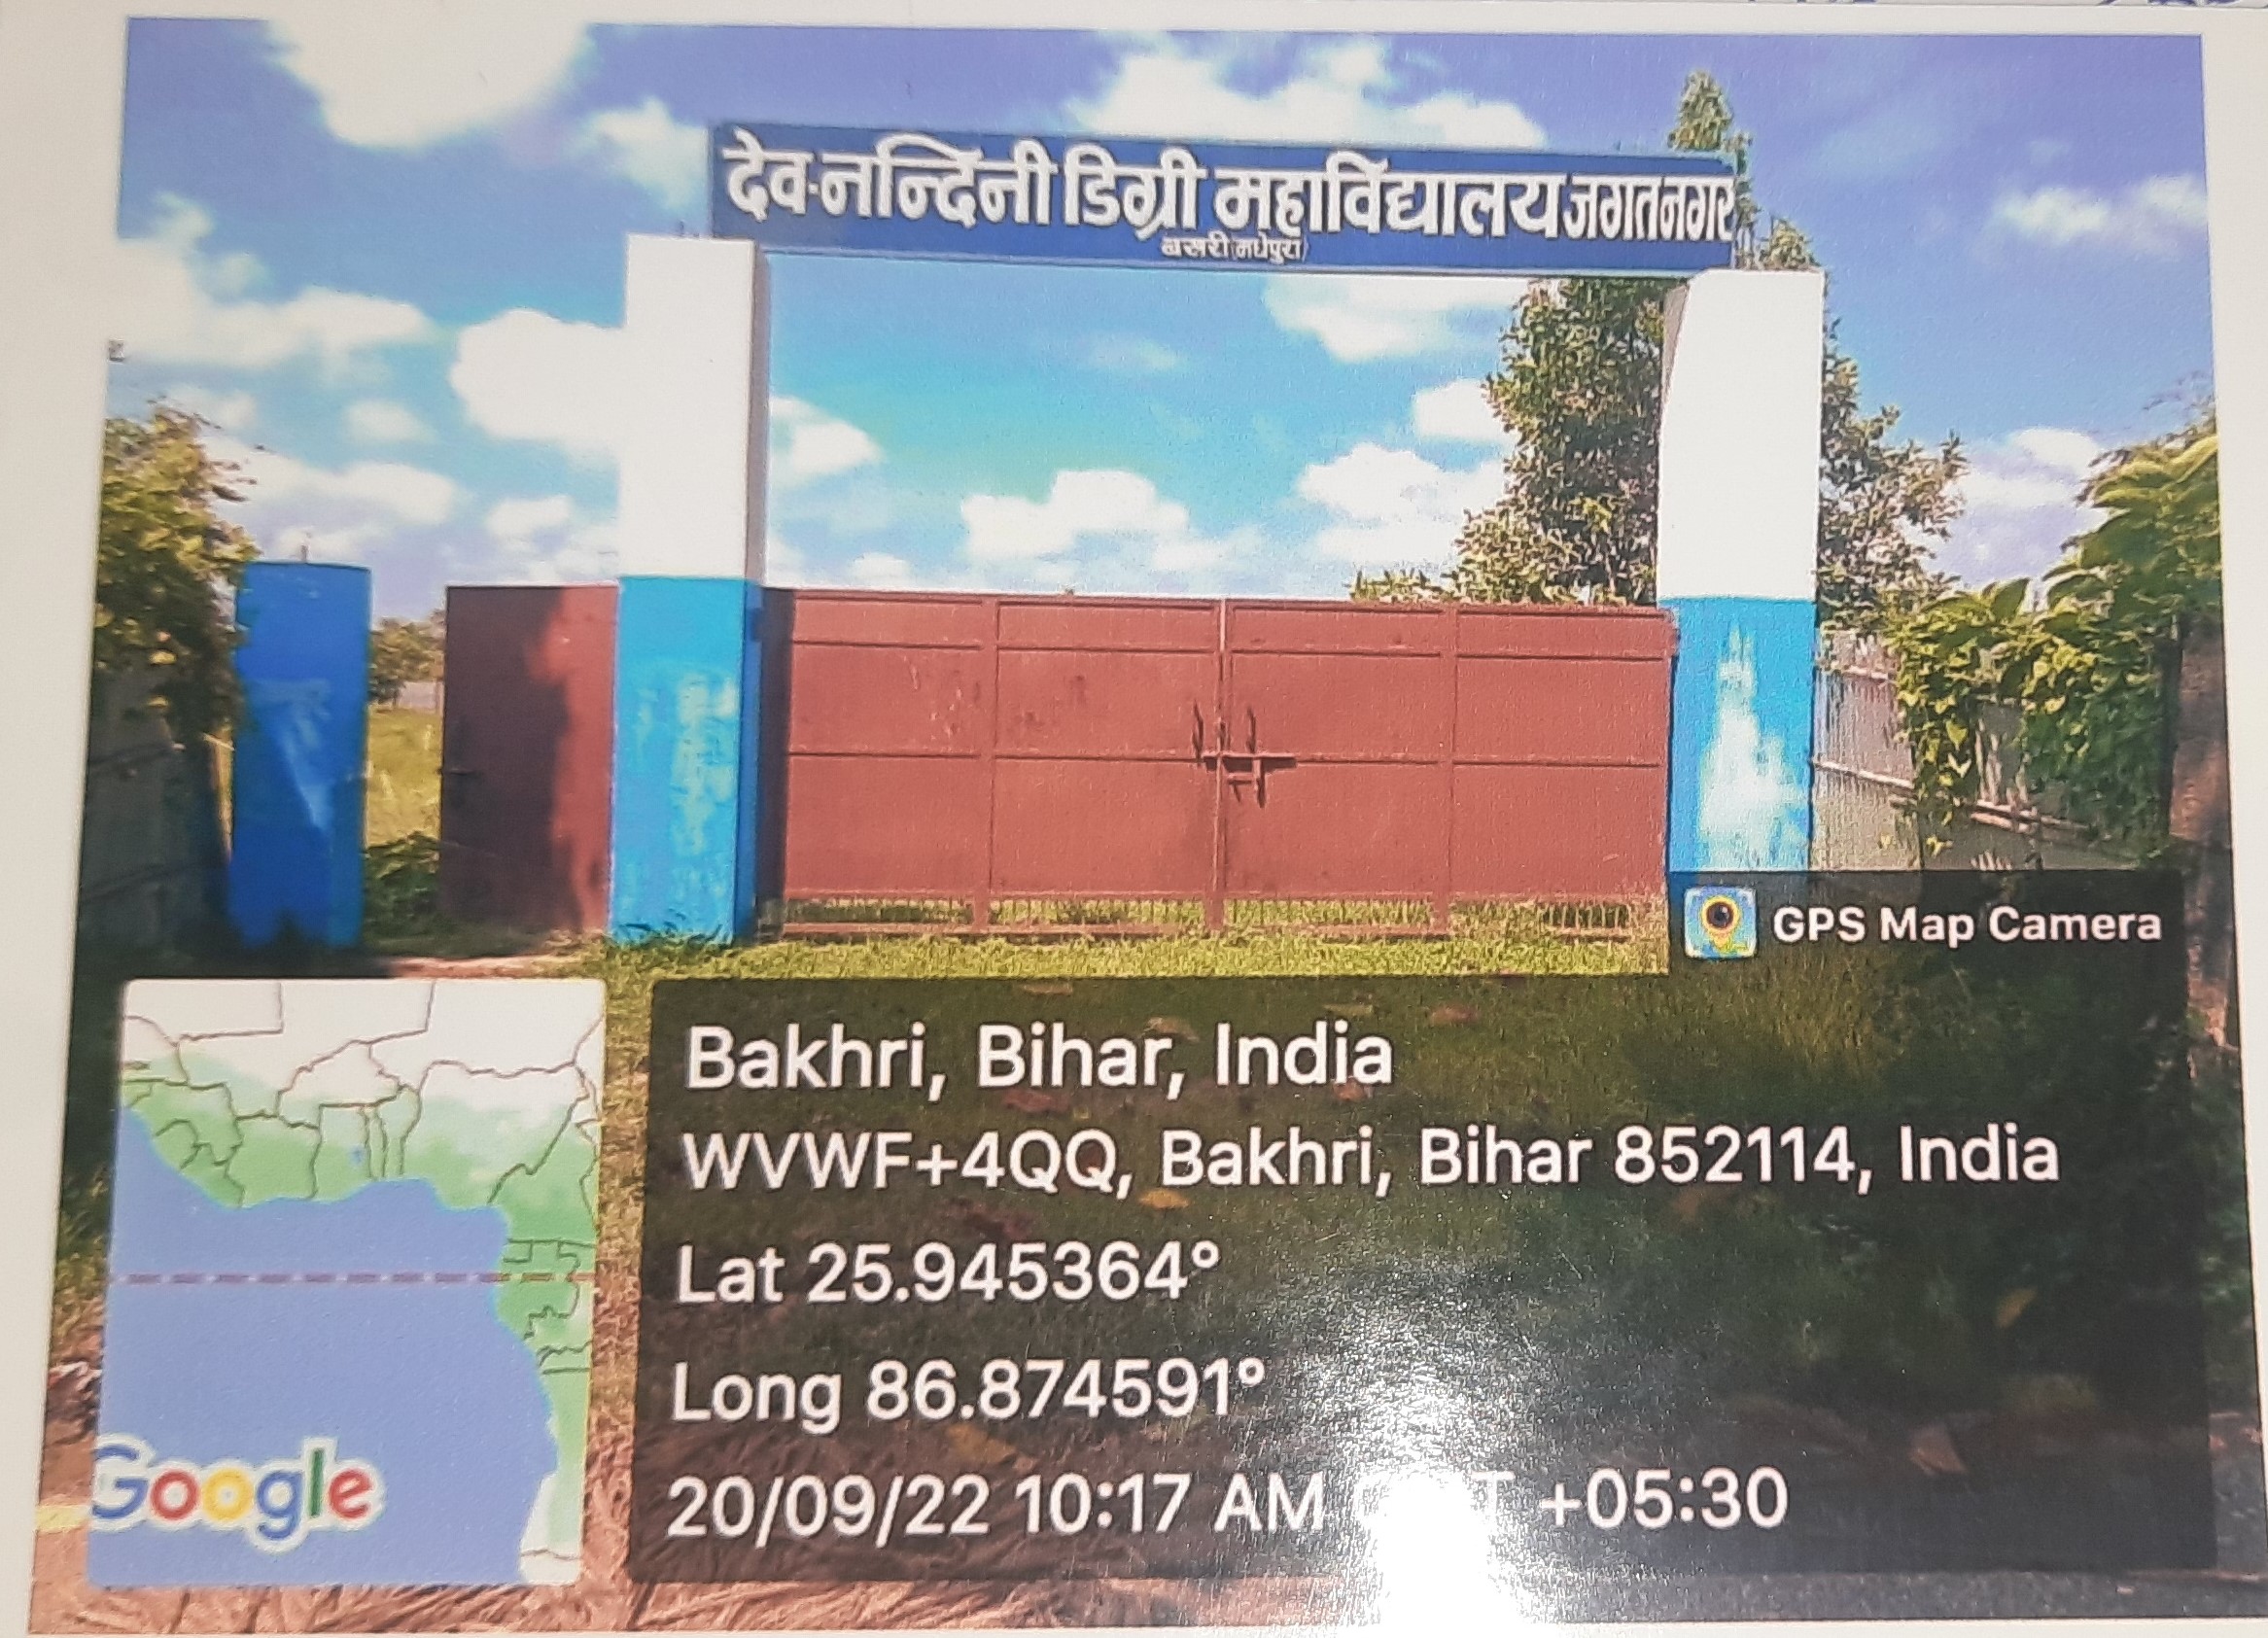 देव-नन्दिनी डिग्री महाविद्यालय जगतनगर
बखरी (मधेपुरा)
GPS Map Camera
Bakhri, Bihar, India
WVWF+4QQ, Bakhri, Bihar 852114, India
Lat 25.945364°
Long 86.874591°
20/09/22 10:17 AM +05:30
Google